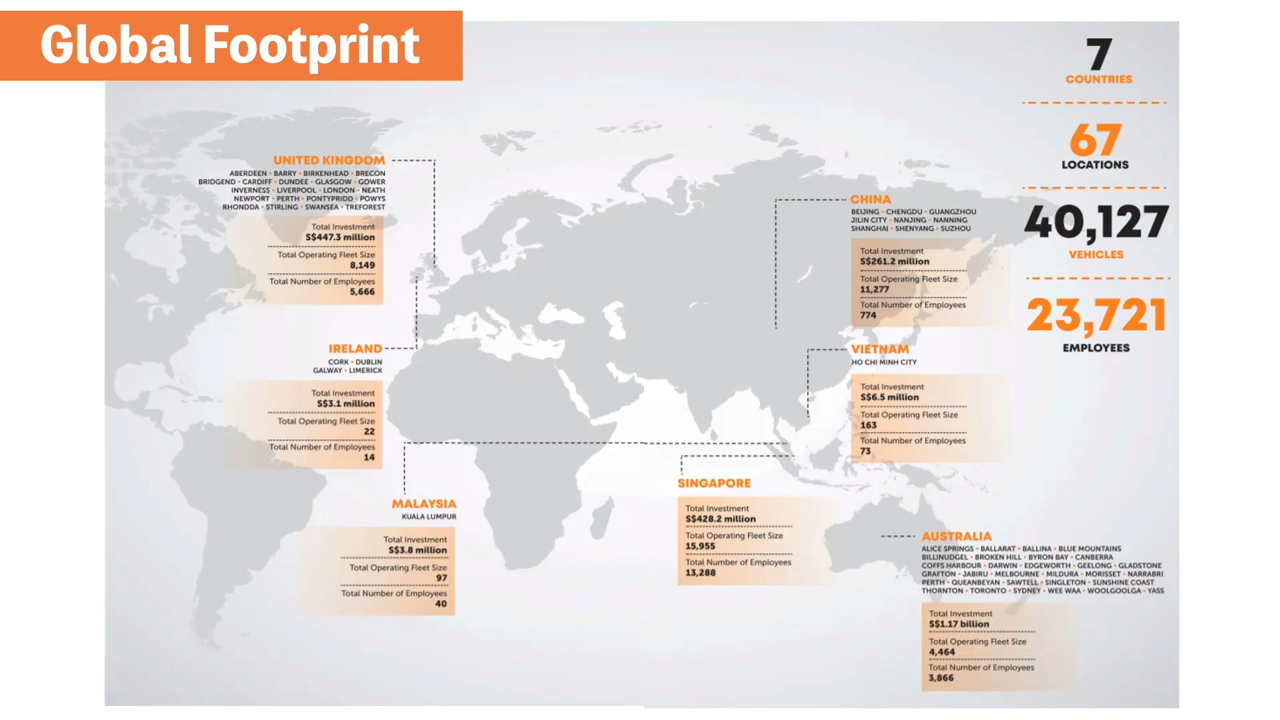 Global Footprint
7
COUNTRIES
67
LOCATIONS
40,127
VEHICLES
23,721
EMPLOYEES
UNITED KINGDOM
ABERDEEN • BARRY • BIRKENHEAD • BRECON
BRIDGEND • CARDIFF • DUNDEE • GLASGOW • GOWER
INVERNESS • LIVERPOOL • LONDON • NEATH
NEWPORT • PERTH • PONTYPRIDD • POWYS
RHONDDA • STIRLING • SWANSEA • TREFOREST
Total Investment
S$447.3 million
Total Operating Fleet Size
8,149
Total Number of Employees
5,666
IRELAND
CORK • DUBLIN
GALWAY • LIMERICK
Total Investment
S$3.1 million
Total Operating Fleet Size
22
Total Number of Employees
14
MALAYSIA
KUALA LUMPUR
Total Investment
S$3.8 million
Total Operating Fleet Size
97
Total Number of Employees
40
CHINA
BEIJING • CHENGDU • GUANGZHOU
JILIN CITY • NANJING • NANNING
SHANGHAI • SHENYANG • SUZHOU
Total Investment
S$261.2 million
Total Operating Fleet Size
11,277
Total Number of Employees
774
VIETNAM
HO CHI MINH CITY
Total Investment
S$6.5 million
Total Operating Fleet Size
163
Total Number of Employees
73
SINGAPORE
Total Investment
S$428.2 million
Total Operating Fleet Size
15,955
Total Number of Employees
13,288
AUSTRALIA
ALICE SPRINGS • BALLARAT • BALLINA • BLUE MOUNTAINS
BILLINUDGEL • BROKEN HILL • BYRON BAY • CANBERRA
COFFS HARBOUR • DARWIN • EDGEWORTH • GEELONG • GLADSTONE
GRAFTON • JABIRU • MELBOURNE • MILDURA • MORISSET • NARRABRI
PERTH • QUEANBEYAN • SAWTELL • SINGLETON • SUNSHINE COAST
THORNTON • TORONTO • SYDNEY • WEE WAA • WOOLGOOLGA • YASS
Total Investment
S$1.17 billion
Total Operating Fleet Size
4,464
Total Number of Employees
3,866